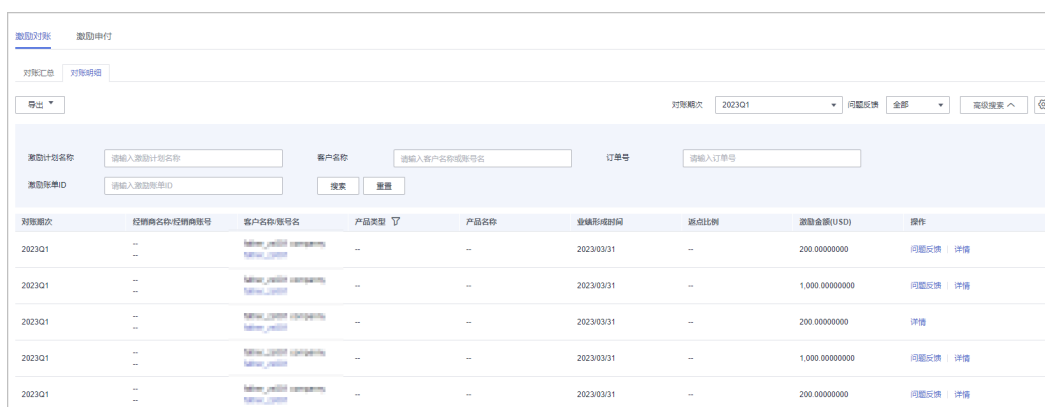 激励对账 激励申付
对账汇总 对账明细
导出 对账期次 2023Q1 问题反馈 全部 高级搜索
激励计划名称 请输入激励计划名称 客户名称 请输入客户名称或账号名 订单号 请输入订单号
激励账单ID 请输入激励账单ID 搜索 重置
对账期次 经销商名称/经销商账号 客户名称/账号名 产品类型 产品名称 业绩形成时间 返点比例 激励金额(USD) 操作
2023Q1 -- -- -- -- 2023/03/31 -- 200.00000000 问题反馈 详情
2023Q1 -- -- -- -- 2023/03/31 -- 1,000.00000000 问题反馈 详情
2023Q1 -- -- -- -- 2023/03/31 -- 200.00000000 详情
2023Q1 -- -- -- -- 2023/03/31 -- 1,000.00000000 问题反馈 详情
2023Q1 -- -- -- -- 2023/03/31 -- 200.00000000 问题反馈 详情